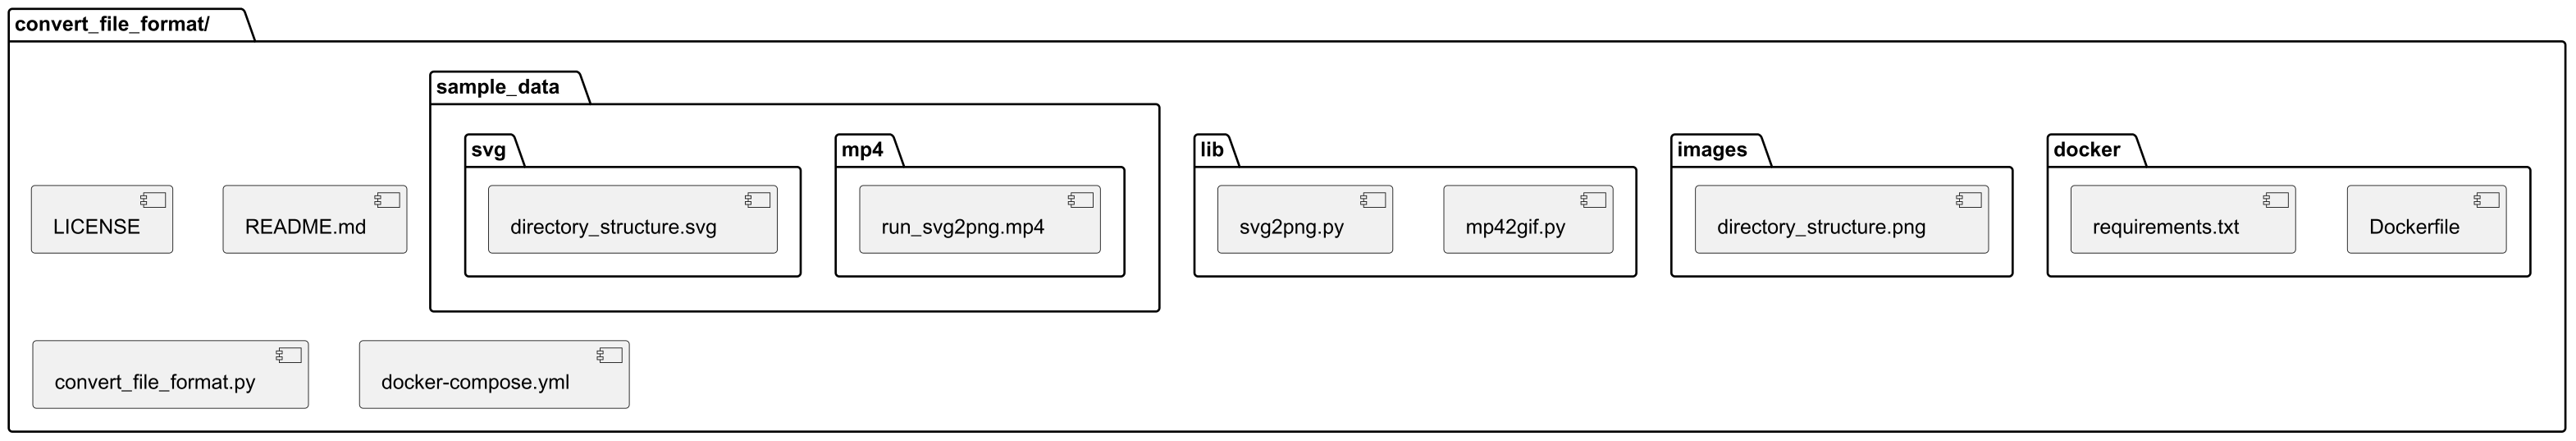 convert_file_format/
sample_data
svg
mp4
lib
images
docker
LICENSE
README.md
directory_structure.svg
run_svg2png.mp4
svg2png.py
mp42gif.py
directory_structure.png
requirements.txt
Dockerfile
convert_file_format.py
docker-compose.yml